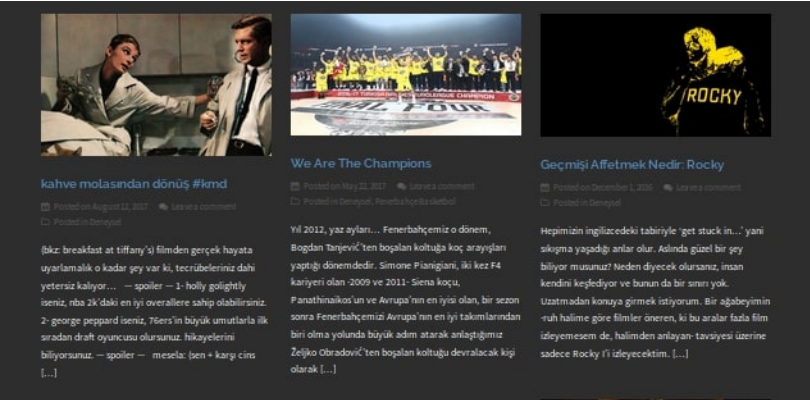 kahve molasından dönüş #kmd
Posted on August 12, 2017 Leave a comment
Posted in Deneysel
(bkz: breakfast at tiffany's) filmden gerçek hayata
uyarlamalık o kadar şey var ki, tecrübeleriniz dahi
yetersiz kalıyor… — spoiler — 1- holly golightly
iseniz, nba 2k'daki en iyi overallere sahip olabilirsiniz.
2- george peppard iseniz, 76ers'in büyük umutlarla ilk
sıradan draft oyuncusu olursunuz. hikayelerini
biliyorsunuz. — spoiler — mesela: (sen + karşı cins
[…]
FINAL FOUR
We Are The Champions
Posted on May 22, 2017 Leave a comment
Posted in Deneysel, Fenerbahçe Basketbol
Yıl 2012, yaz ayları… Fenerbahçemiz o dönem,
Bogdan Tanjeviċ'ten boşalan koltuğa koç arayışları
yaptığı dönemdedir. Simone Pianigiani, iki kez F4
kariyeri olan -2009 ve 2011- Siena koçu,
Panathinaikos'un ve Avrupa'nın en iyisi olan, bir sezon
sonra Fenerbahçemizi Avrupa'nın en iyi takımlarından
biri olma yolunda büyük adım atarak anlaştığımız
Željko Obradoviċ'ten boşalan koltuğu devralacak kişi
olarak […]
ROCKY
Geçmişi Affetmek Nedir: Rocky
Posted on December 1, 2016 Leave a comment
Posted in Deneysel
Hepimizin ingilizcedeki tabiriyle 'get stuck in…' yani
sıkışma yaşadığı anlar olur. Aslında güzel bir şey
biliyor musunuz? Neden diyecek olursanız, insan
kendini keşfediyor ve bunun da bir sınırı yok.
Uzatmadan konuya girmek istiyorum. Bir ağabeyimin
-ruh halime göre filmler öneren, ki bu aralar fazla film
izleyemesem de, halimden anlayan- tavsiyesi üzerine
sadece Rocky I'i izleyecektim. […]